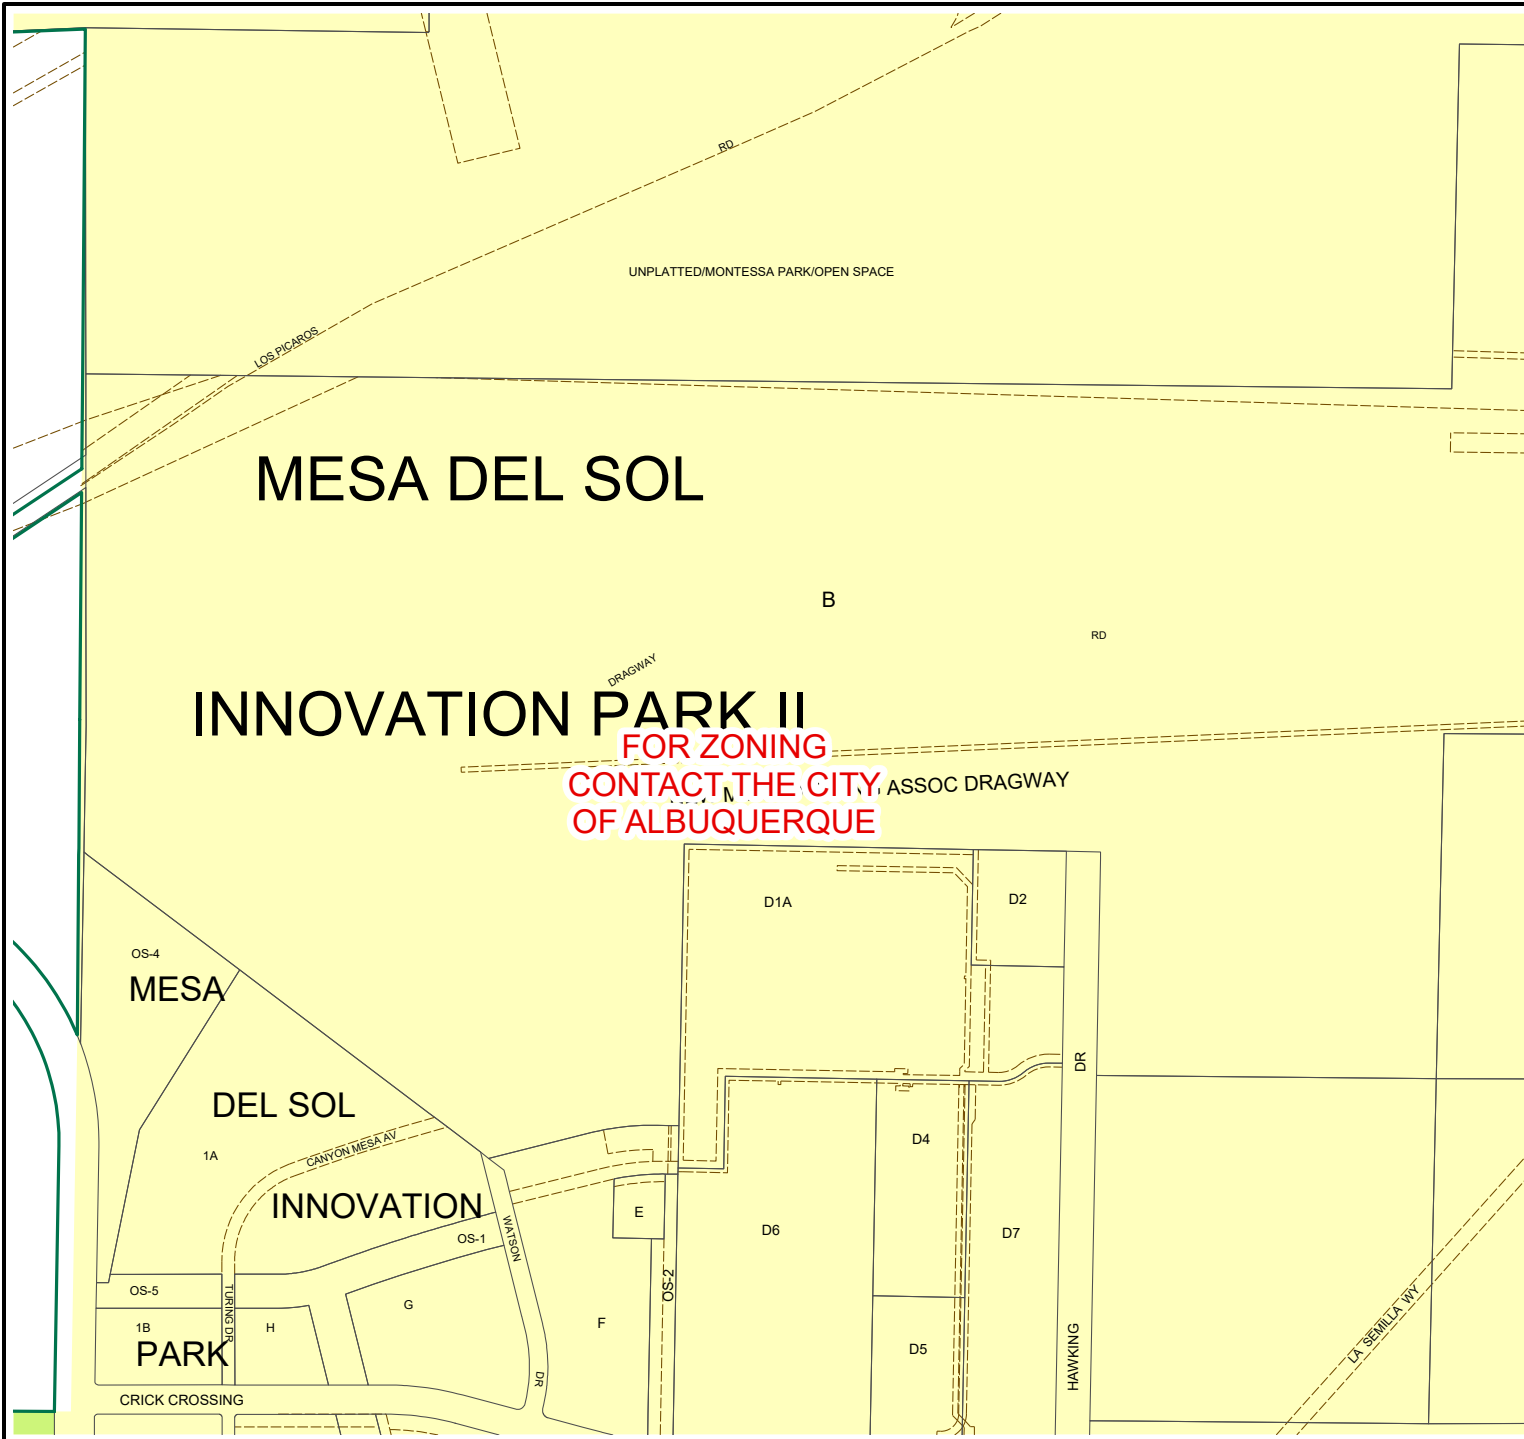 RD
UNPLATTED/MONTESSA PARK/OPEN SPACE
LOS PICAROS
MESA DEL SOL
B
RD
DRAGWAY
INNOVATION PARK II
FOR ZONING
CONTACT THE CITY
OF ALBUQUERQUE
ASSOC DRAGWAY
D1A
D2
OS-4
MESA
DR
DEL SOL
CANYON MESA AV
1A
D4
INNOVATION
E
D6
D7
WATSON
OS-1
OS-2
OS-5
TURING DR
G
F
1B
H
PARK
D5
HAWKING
LA SEMILLA WY
DR
CRICK CROSSING